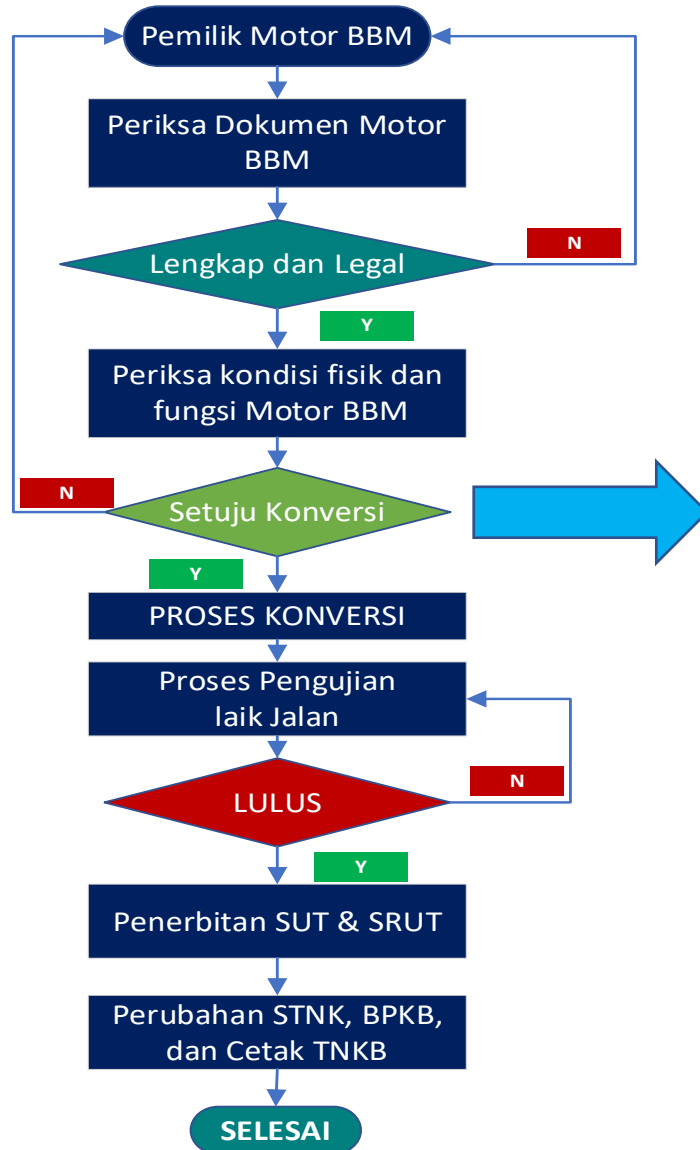 Pemilik Motor BBM
Periksa Dokumen Motor
BBM
Lengkap dan Legal
N
Y
Periksa kondisi fisik dan
fungsi Motor BBM
N
Setuju Konversi
Y
PROSES KONVERSI
Proses Pengujian
laik Jalan
LULUS
N
Y
Penerbitan SUT & SRUT
Perubahan STNK, BPKB,
dan Cetak TNKB
SELESAI